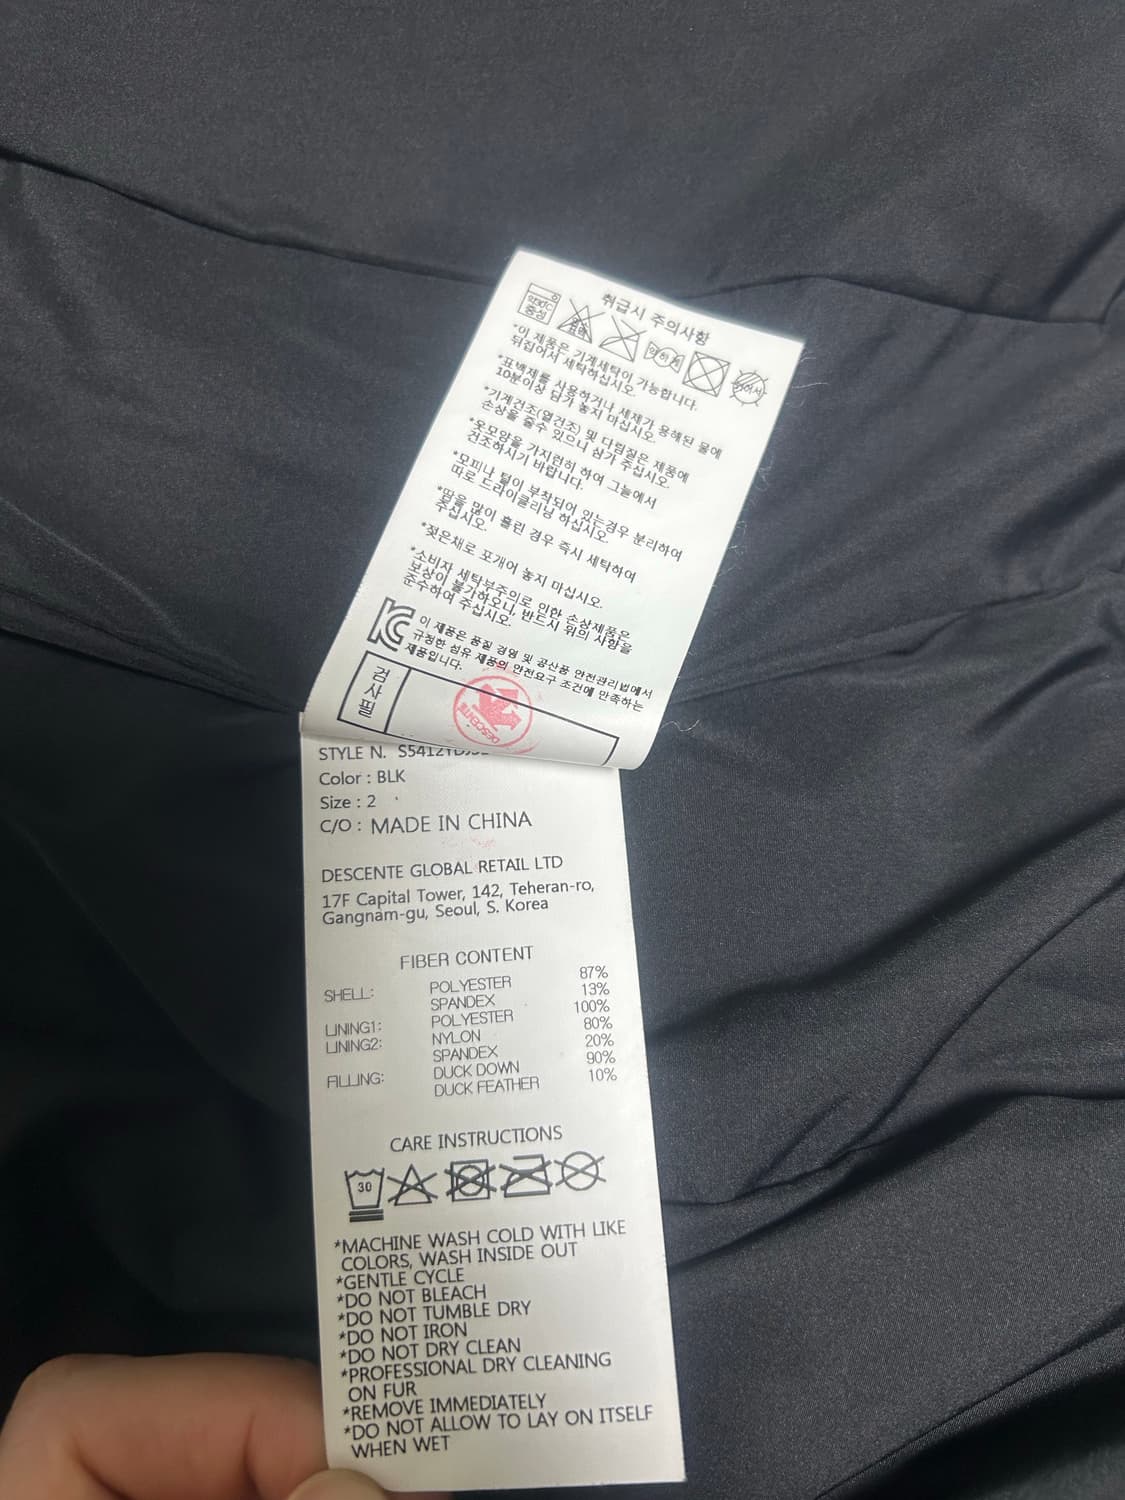 취급시 주의사항
약30℃
중성
*이 제품은 기계세탁이 가능합니다.
뒤집어서 세탁하십시오.
*표백제를 사용하거나 세제가 용해된 물에
10분이상 담가 놓지 마십시오.
*기계건조(열건조) 및 다림질은 제품에
손상을 줄수 있으니 삼가 주십시오.
*옷모양을 가지런히 하여 그늘에서
건조하시기 바랍니다.
*모피나 털이 부착되어 있는경우 분리하여
따로 드라이클리닝 하십시오.
*땀을 많이 흘린 경우 즉시 세탁하여
주십시오.
*젖은채로 포개어 놓지 마십시오.
*소비자 세탁부주의로 인한 손상제품은
보상이 불가하오니, 반드시 위의 사항을
준수하여 주십시오.
이 제품은 품질 경영 및 공산품 안전관리법에서
규정한 섬유 제품의 안전요구 조건에 만족하는
제품입니다.
검사필
DESCENTE
STYLE N.
Color : BLK
Size : 2
C/O : MADE IN CHINA
DESCENTE GLOBAL RETAIL LTD
17F Capital Tower, 142, Teheran-ro,
Gangnam-gu, Seoul, S. Korea
FIBER CONTENT
SHELL: POLYESTER 87%
SPANDEX 13%
LINING1: POLYESTER 100%
LINING2: NYLON 80%
SPANDEX 20%
FILLING: DUCK DOWN 90%
DUCK FEATHER 10%
CARE INSTRUCTIONS
30
*MACHINE WASH COLD WITH LIKE
COLORS, WASH INSIDE OUT
*GENTLE CYCLE
*DO NOT BLEACH
*DO NOT TUMBLE DRY
*DO NOT IRON
*DO NOT DRY CLEAN
*PROFESSIONAL DRY CLEANING
ON FUR
*REMOVE IMMEDIATELY
*DO NOT ALLOW TO LAY ON ITSELF
WHEN WET